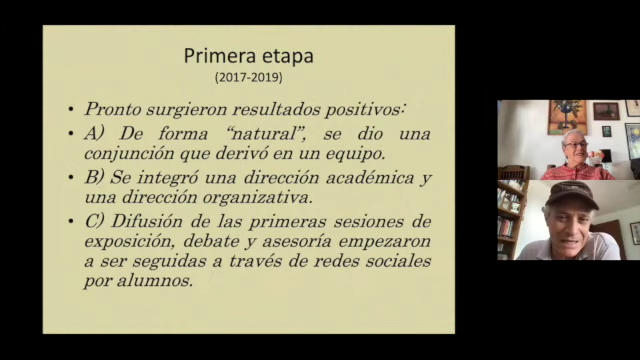 Primera etapa
(2017-2019)
• Pronto surgieron resultados positivos:
• A) De forma “natural”, se dio una
conjunción que derivó en un equipo.
• B) Se integró una dirección académica y
una dirección organizativa.
• C) Difusión de las primeras sesiones de
exposición, debate y asesoría empezaron
a ser seguidas a través de redes sociales
por alumnos.